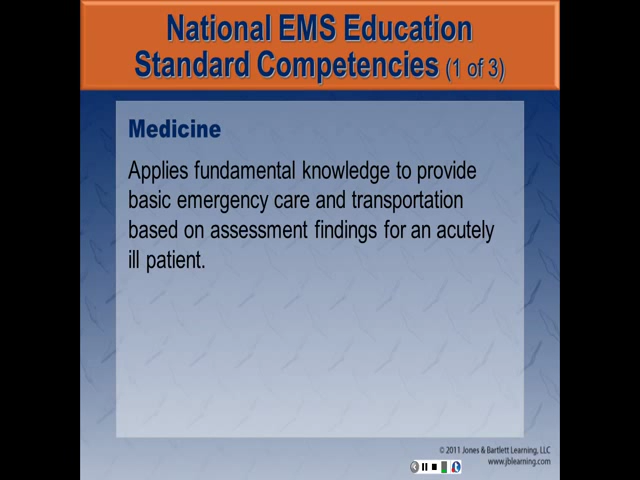 National EMS Education
Standard Competencies (1 of 3)
Medicine
Applies fundamental knowledge to provide
basic emergency care and transportation
based on assessment findings for an acutely
ill patient.
© 2011 Jones & Bartlett Learning, LLC
www.jblearning.com